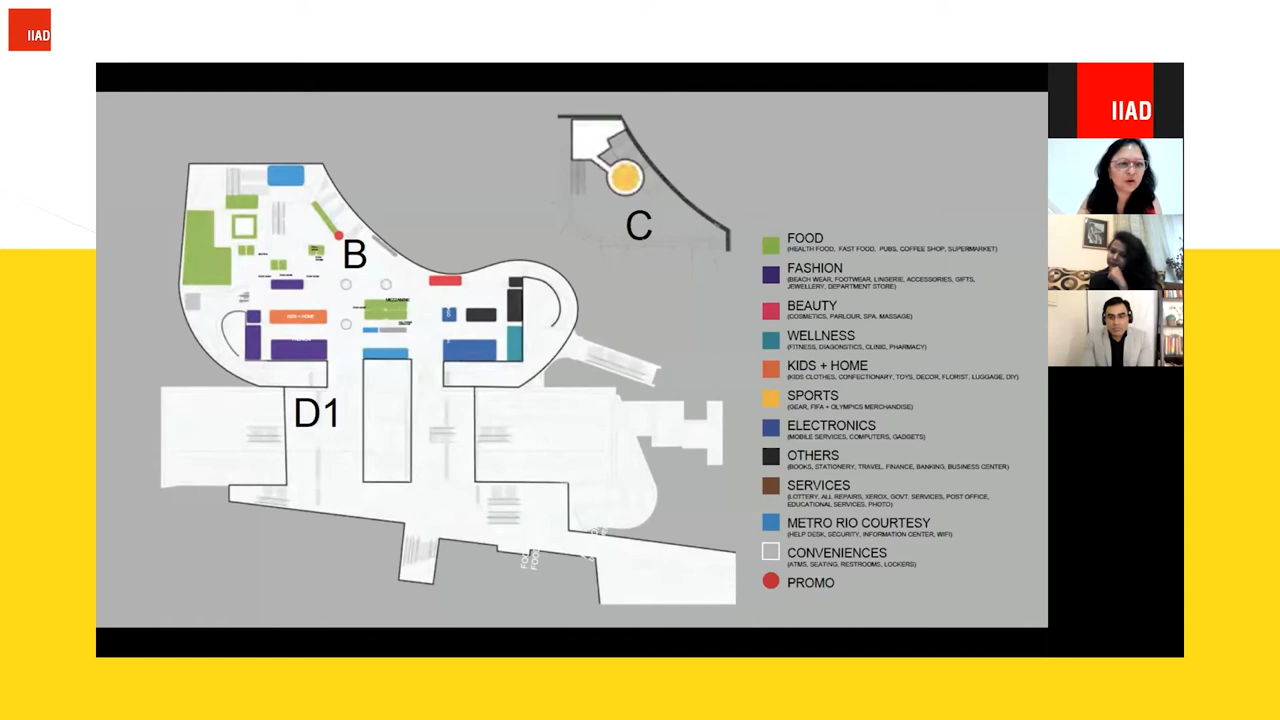 IIAD
IIAD
B
C
D1
KIDS + HOME
FOOD
(HEALTH FOOD, FAST FOOD, PUBS, COFFEE SHOP, SUPERMARKET)
FASHION
(BEACH WEAR, FOOTWEAR, LINGERIE, ACCESSORIES, GIFTS,
JEWELLERY, DEPARTMENT STORE)
BEAUTY
(COSMETICS, PARLOUR, SPA, MASSAGE)
WELLNESS
(FITNESS, DIAGONSTICS, CLINIC, PHARMACY)
KIDS + HOME
(KIDS CLOTHES, CONFECTIONARY, TOYS, DECOR, FLORIST, LUGGAGE, DIY)
SPORTS
(GEAR, FIFA + OLYMPICS MERCHANDISE)
ELECTRONICS
(MOBILE SERVICES, COMPUTERS, GADGETS)
OTHERS
(BOOKS, STATIONERY, TRAVEL, FINANCE, BANKING, BUSINESS CENTER)
SERVICES
(LOTTERY, ALL REPAIRS, XEROX, GOVT. SERVICES, POST OFFICE,
EDUCATIONAL SERVICES, PHOTO)
METRO RIO COURTESY
(HELP DESK, SECURITY, INFORMATION CENTER, WIFI)
CONVENIENCES
(ATMS, SEATING, RESTROOMS, LOCKERS)
PROMO